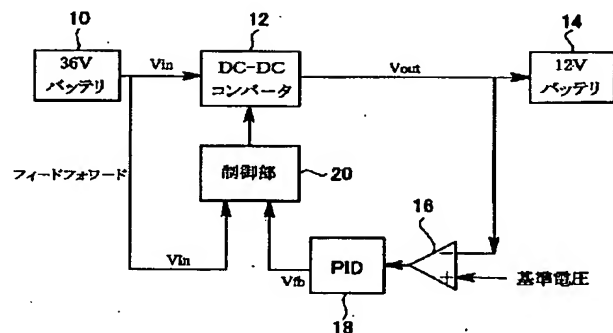 10
36V
バッテリ
Vin
12
DC-DC
コンバータ
Vout
14
12V
バッテリ
フィードフォワード
制御部
20
Vin
Vfb
PID
18
16
−
+
基準電圧